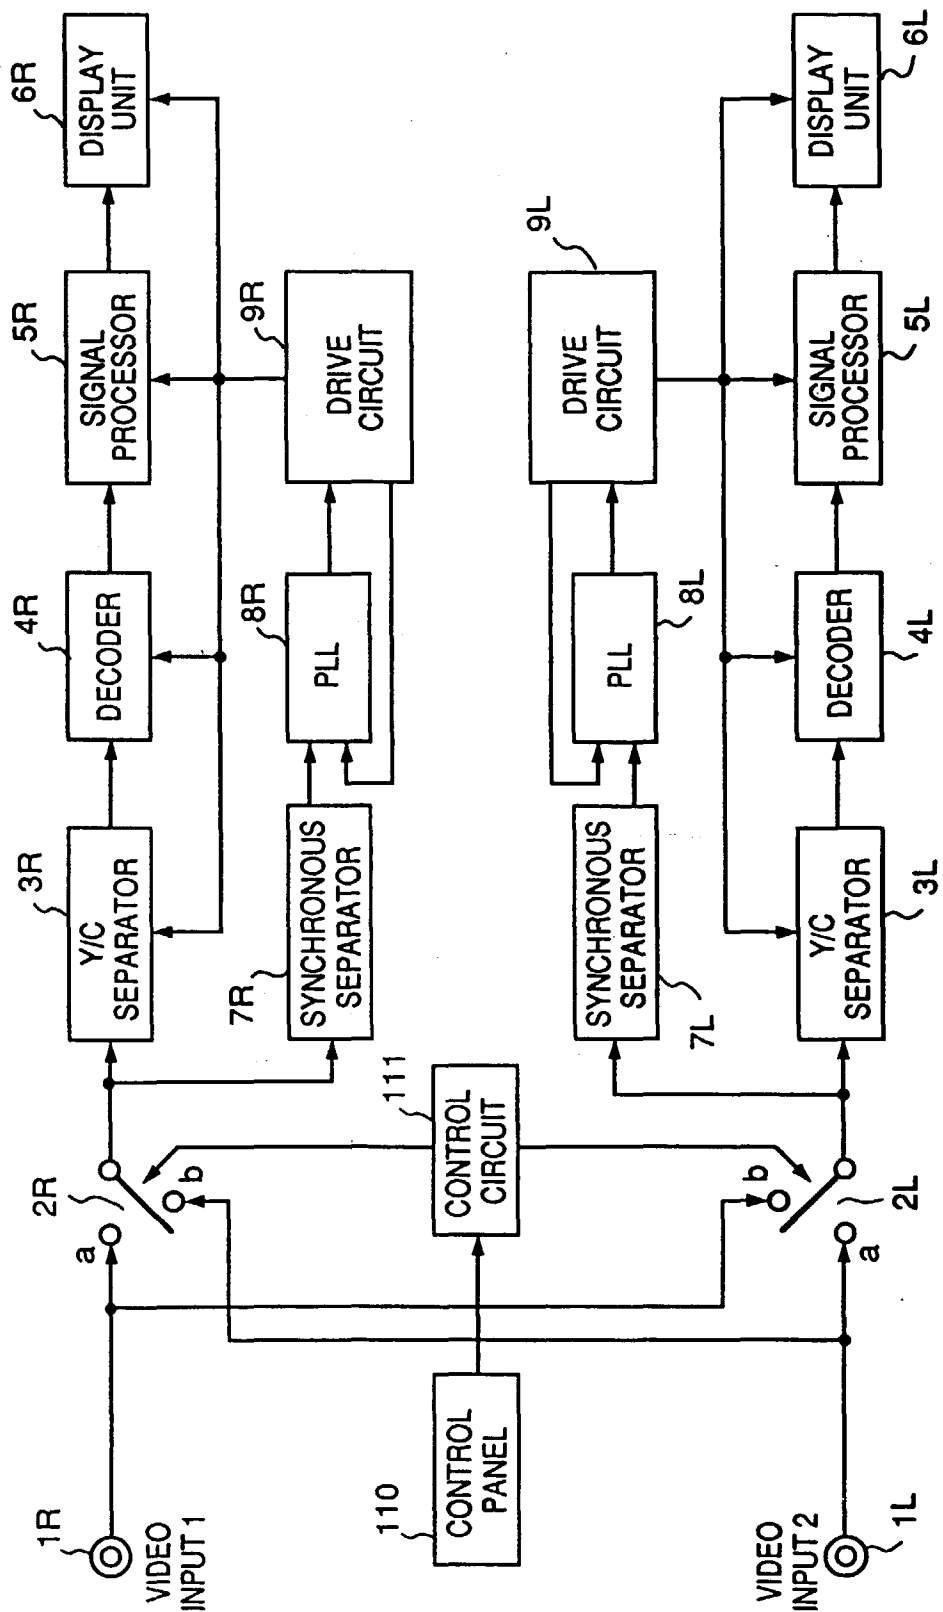 1R
VIDEO
INPUT 1
a
2R
b
3R
Y/C
SEPARATOR
4R
DECODER
5R
SIGNAL
PROCESSOR
6R
DISPLAY
UNIT
7R
SYNCHRONOUS
SEPARATOR
8R
PLL
9R
DRIVE
CIRCUIT
110
CONTROL
PANEL
111
CONTROL
CIRCUIT
7L
SYNCHRONOUS
SEPARATOR
8L
PLL
9L
DRIVE
CIRCUIT
VIDEO
INPUT 2
1L
a
b
2L
Y/C
SEPARATOR
3L
DECODER
4L
SIGNAL
PROCESSOR
5L
DISPLAY
UNIT
6L